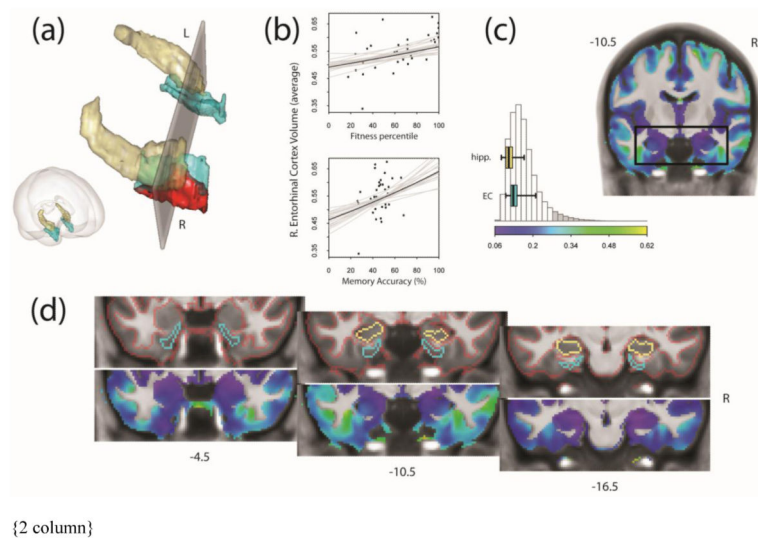 (a)
L
R
(b)
R. Entorhinal Cortex Volume (average)
0.35 0.45 0.55 0.65
0 20 40 60 80 100
Fitness percentile
0.35 0.45 0.55 0.65
0 20 40 60 80 100
Memory Accuracy (%)
(c)
-10.5
R
hipp.
EC
0.06 0.2 0.34 0.48 0.62
(d)
R
-4.5
-10.5
-16.5
{2 column}